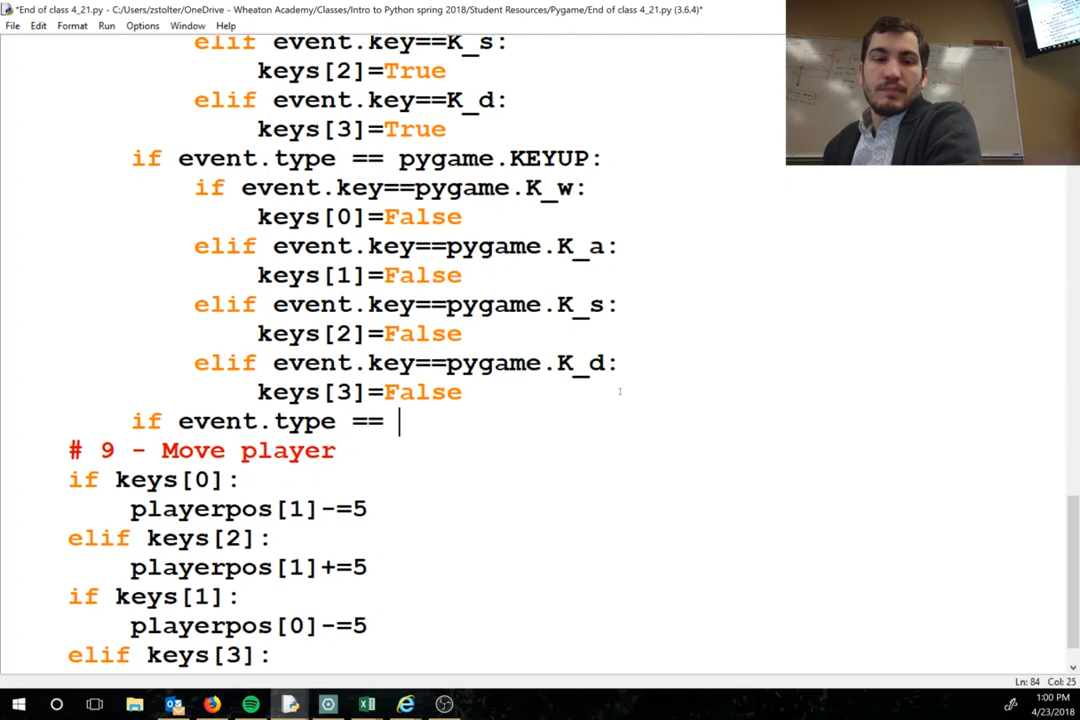 *End of class 4_21.py - C:/Users/zstolter/OneDrive - Wheaton Academy/Classes/Intro to Python spring 2018/Student Resources/Pygame/End of class 4_21.py (3.6.4)*
File Edit Format Run Options Window Help
elif event.key==K_s:
keys[2]=True
elif event.key==K_d:
keys[3]=True
if event.type == pygame.KEYUP:
if event.key==pygame.K_w:
keys[0]=False
elif event.key==pygame.K_a:
keys[1]=False
elif event.key==pygame.K_s:
keys[2]=False
elif event.key==pygame.K_d:
keys[3]=False
if event.type ==
# 9 - Move player
if keys[0]:
playerpos[1]-=5
elif keys[2]:
playerpos[1]+=5
if keys[1]:
playerpos[0]-=5
elif keys[3]:
Ln: 84 Col: 25
1:00 PM
4/23/2018